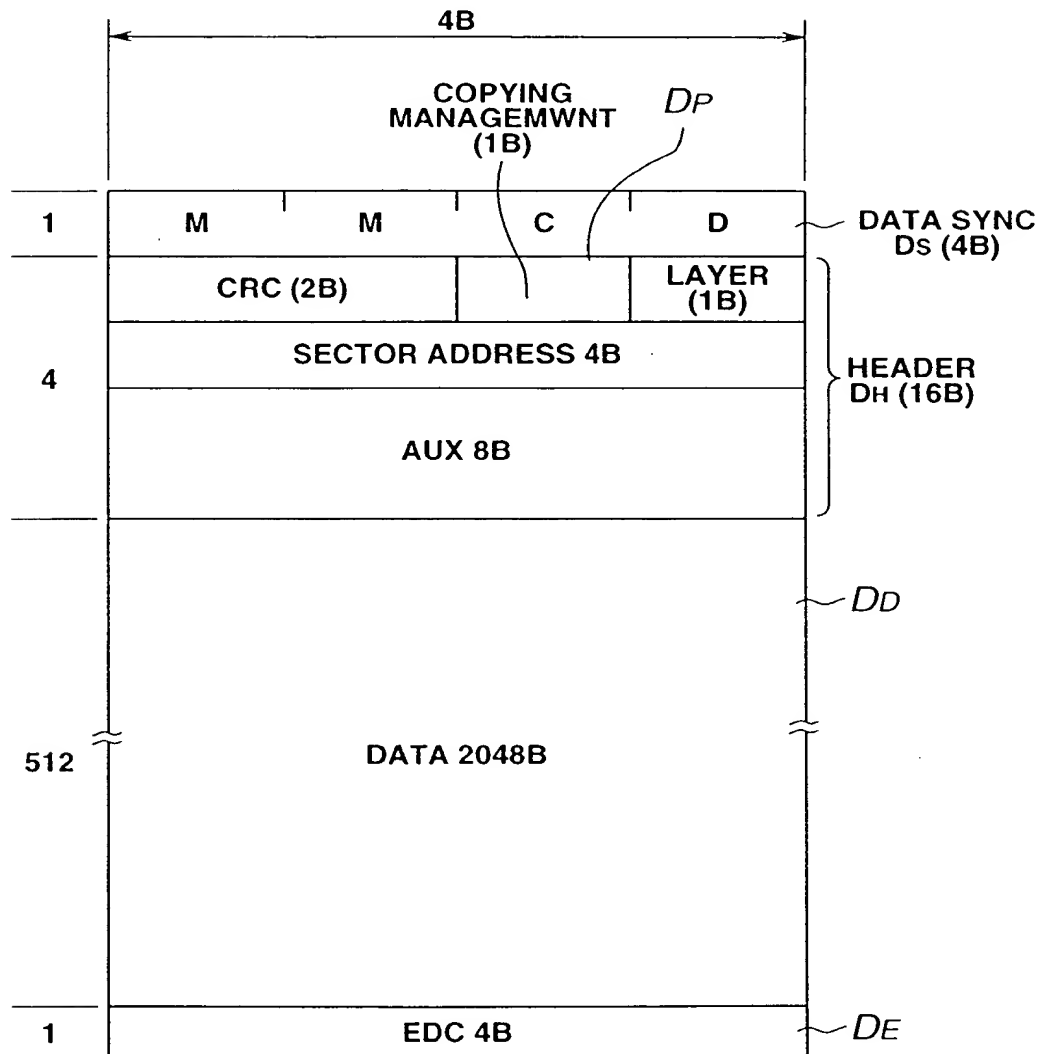 4B
COPYING
MANAGEMWNT
(1B)
DP
1
M M C D
DATA SYNC
DS (4B)
CRC (2B)
LAYER
(1B)
SECTOR ADDRESS 4B
4
HEADER
DH (16B)
AUX 8B
DD
512
DATA 2048B
1
EDC 4B
DE